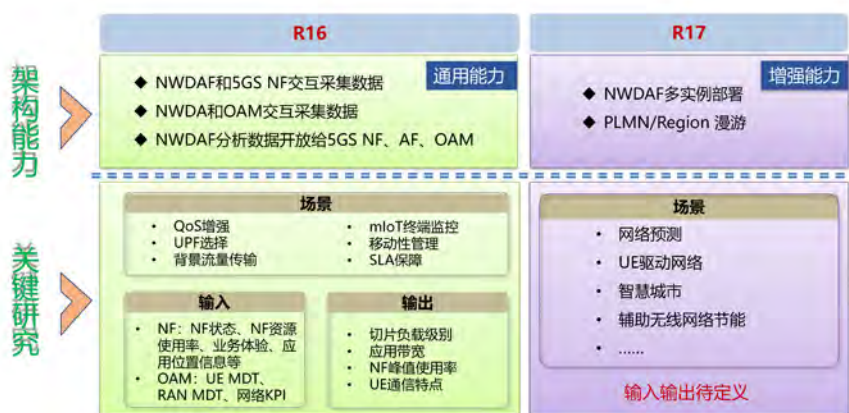 R16
R17
架构能力
通用能力
◆ NWDAF和5GS NF交互采集数据
◆ NWDA和OAM交互采集数据
◆ NWDAF分析数据开放给5GS NF、AF、OAM
增强能力
◆ NWDAF多实例部署
◆ PLMN/Region 漫游
关键研究
场景
• QoS增强
• UPF选择
• 背景流量传输
• mIoT终端监控
• 移动性管理
• SLA保障
输入
• NF：NF状态、NF资源
使用率、业务体验、应
用位置信息等
• OAM：UE MDT、
RAN MDT、网络KPI
输出
• 切片负载级别
• 应用带宽
• NF峰值使用率
• UE通信特点
场景
• 网络预测
• UE驱动网络
• 智慧城市
• 辅助无线网络节能
• ......
输入输出待定义